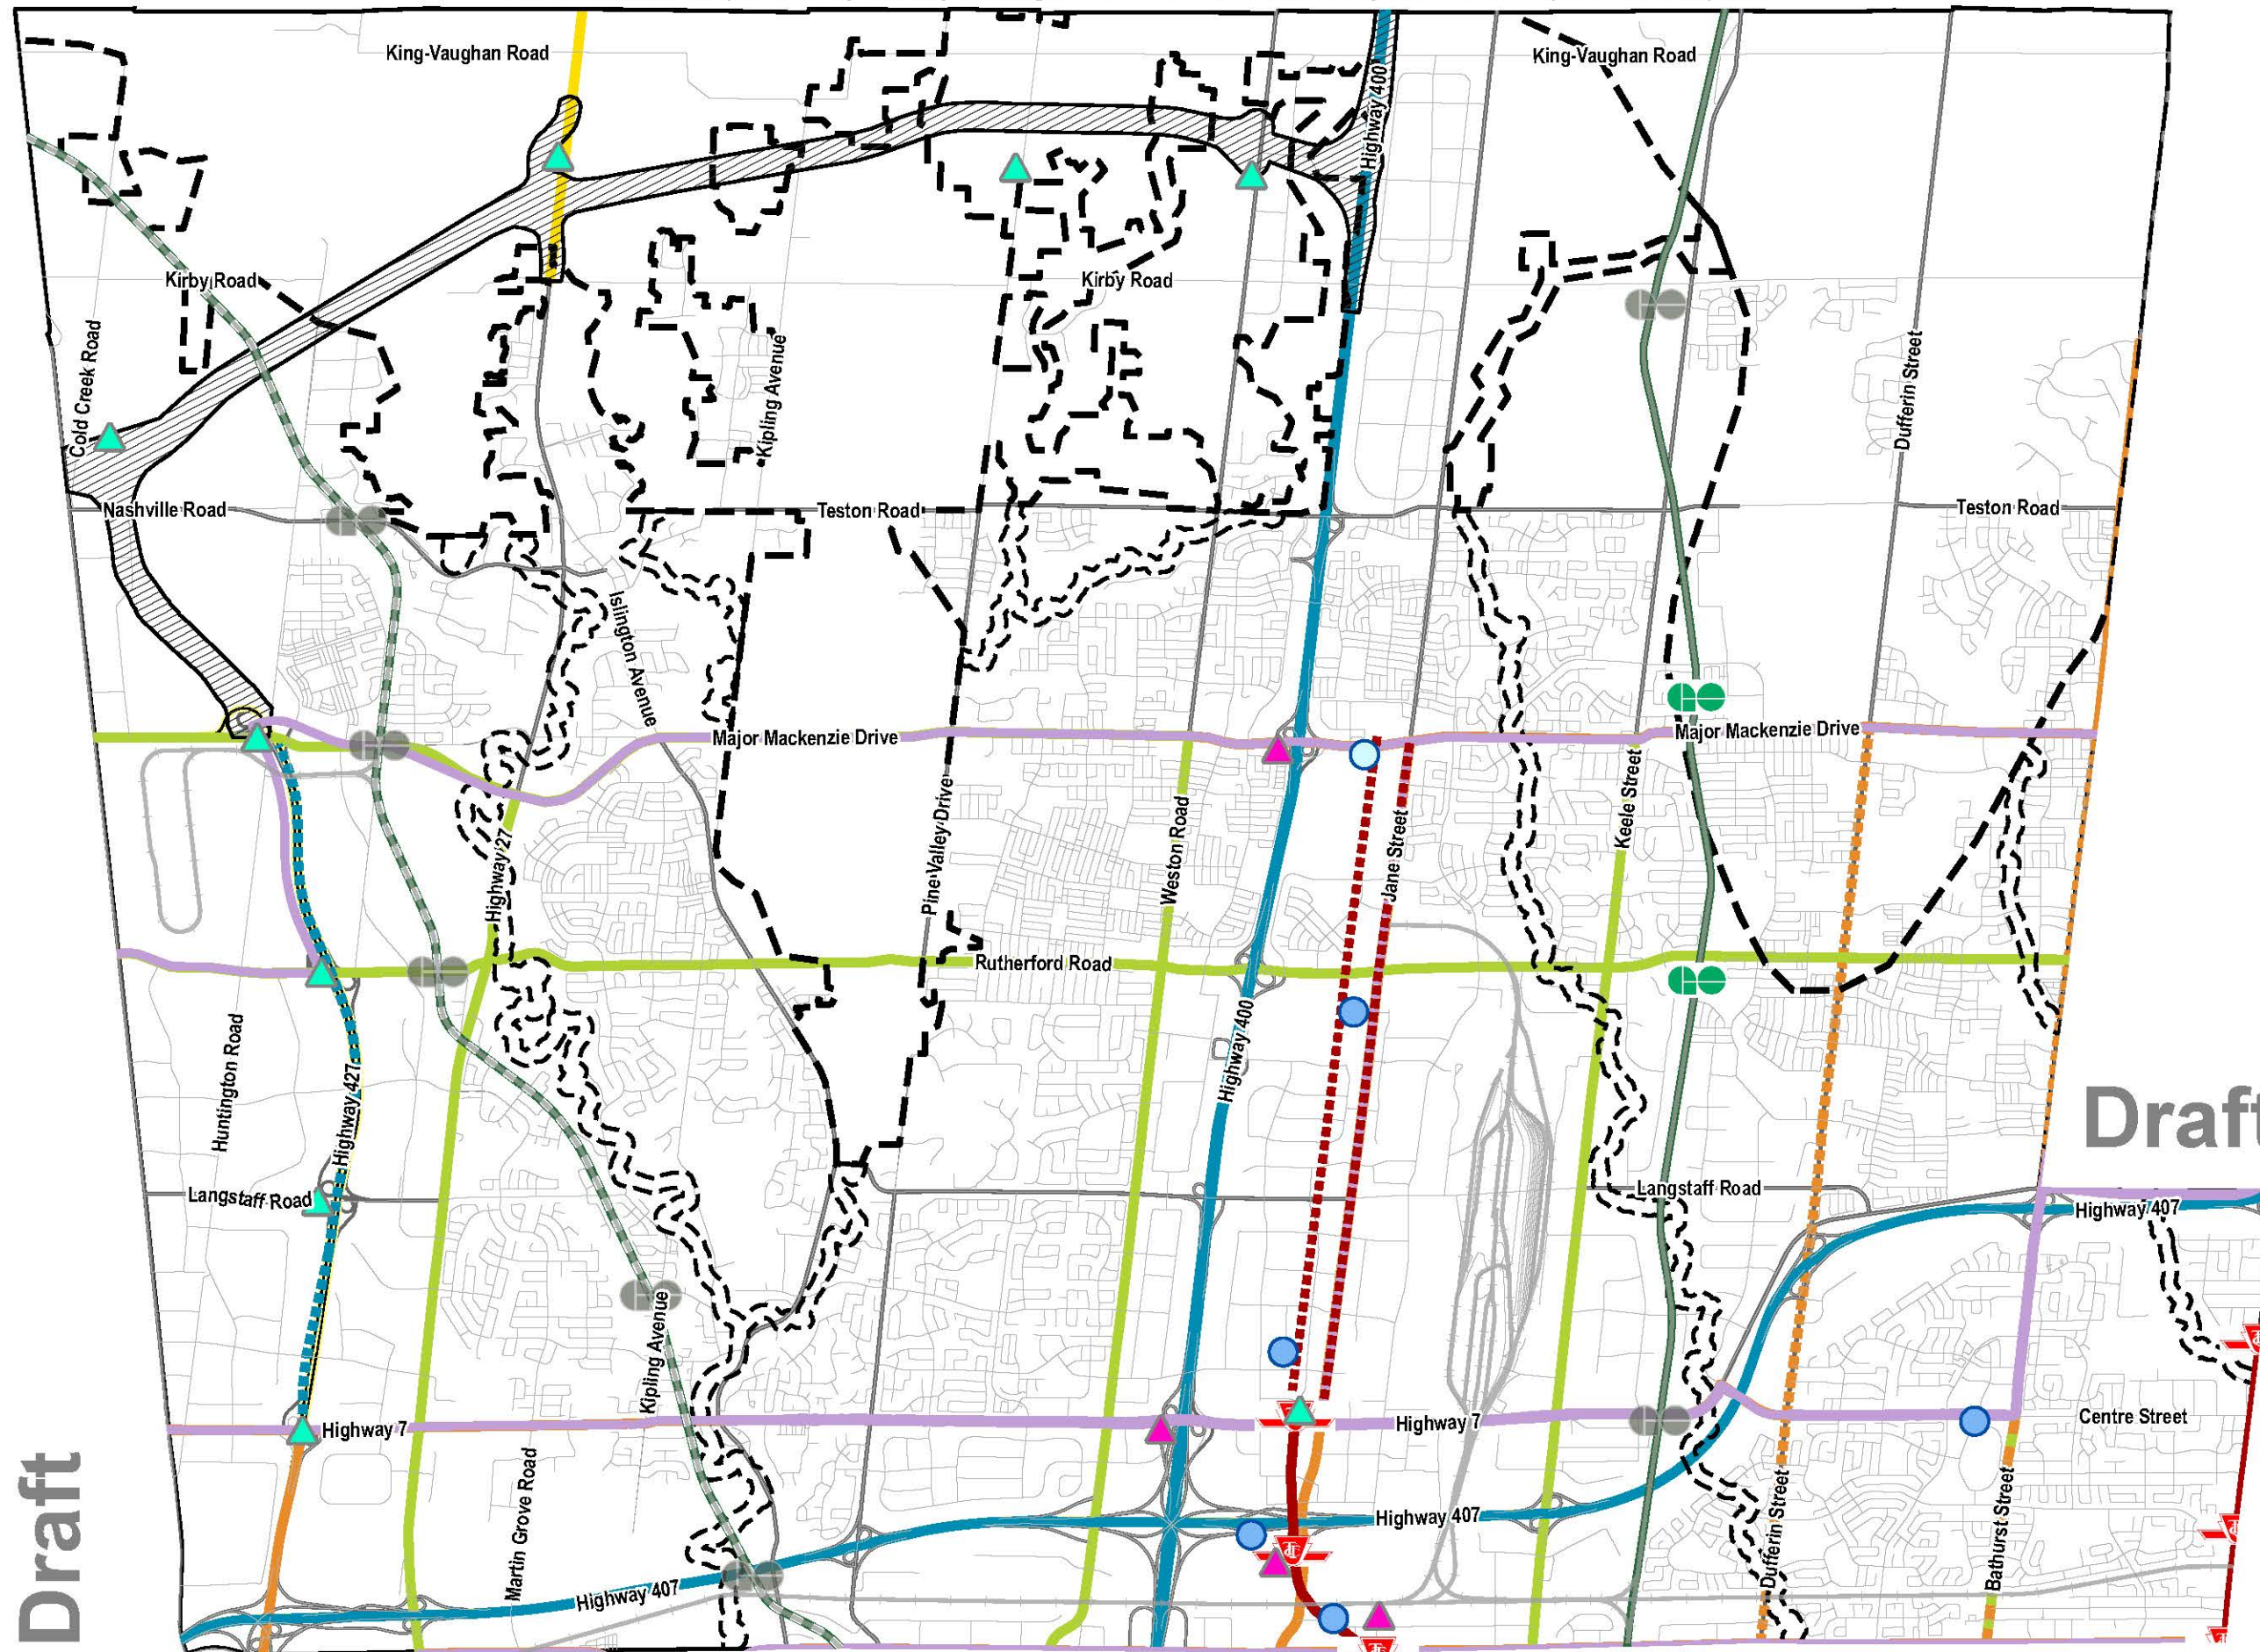 King-Vaughan Road
King-Vaughan Road
Highway 400
Kirby Road
Kirby Road
Cold Creek Road
Kipling Avenue
Dufferin Street
Nashville Road
Teston Road
Teston Road
Islington Avenue
Major Mackenzie Drive
Major Mackenzie Drive
Highway 27
Pine Valley Drive
Weston Road
Jane Street
Keele Street
Rutherford Road
Huntington Road
Highway 427
Highway 400
Draft
Langstaff Road
Langstaff Road
Highway 407
Kipling Avenue
Highway 7
Highway 7
Centre Street
Draft
Martin Grove Road
Highway 407
Highway 407
Dufferin Street
Bathurst Street